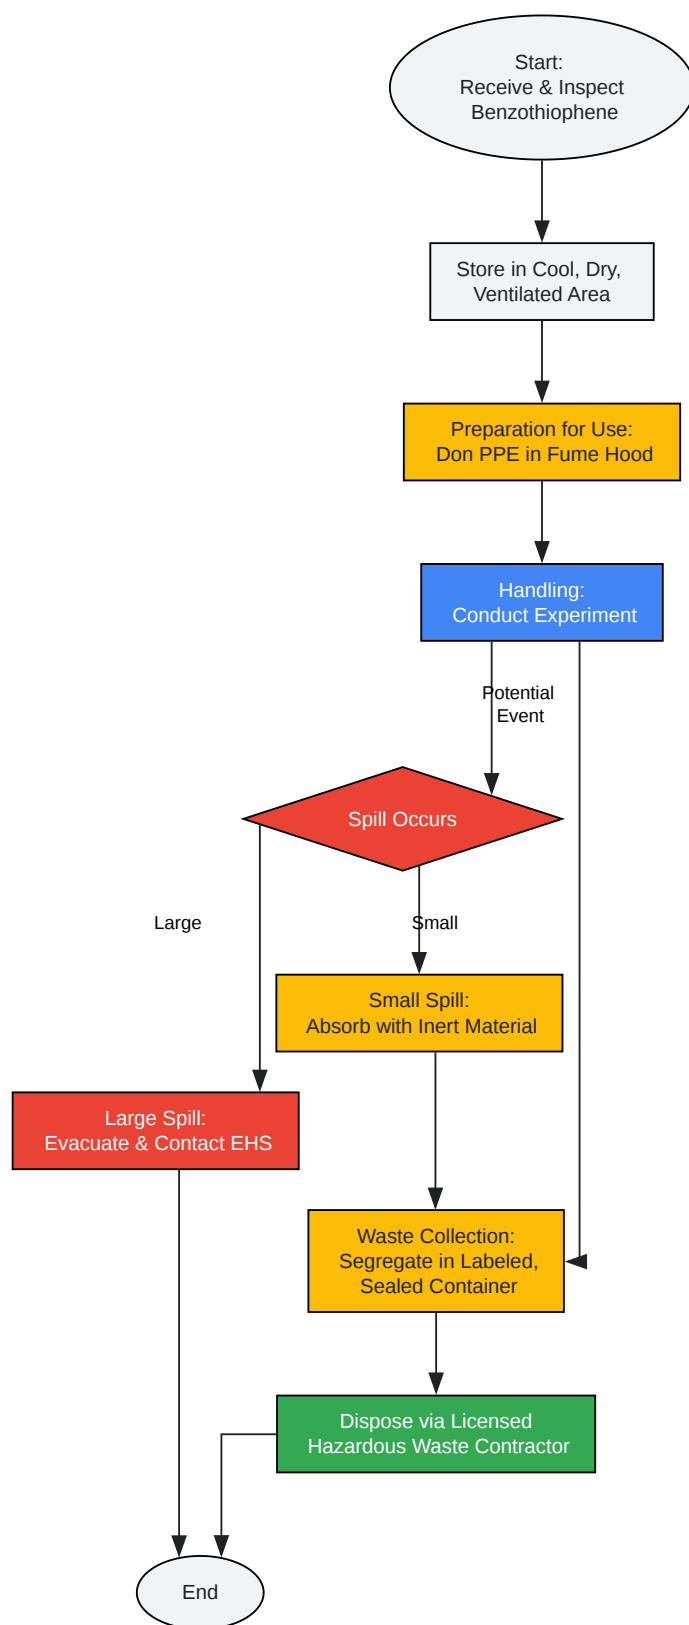 Start:
Receive & Inspect
Benzothiophene
Store in Cool, Dry,
Ventilated Area
Preparation for Use:
Don PPE in Fume Hood
Handling:
Conduct Experiment
Potential
Event
Spill Occurs
Large
Small
Small Spill:
Absorb with Inert Material
Large Spill:
Evacuate & Contact EHS
Waste Collection:
Segregate in Labeled,
Sealed Container
Dispose via Licensed
Hazardous Waste Contractor
End